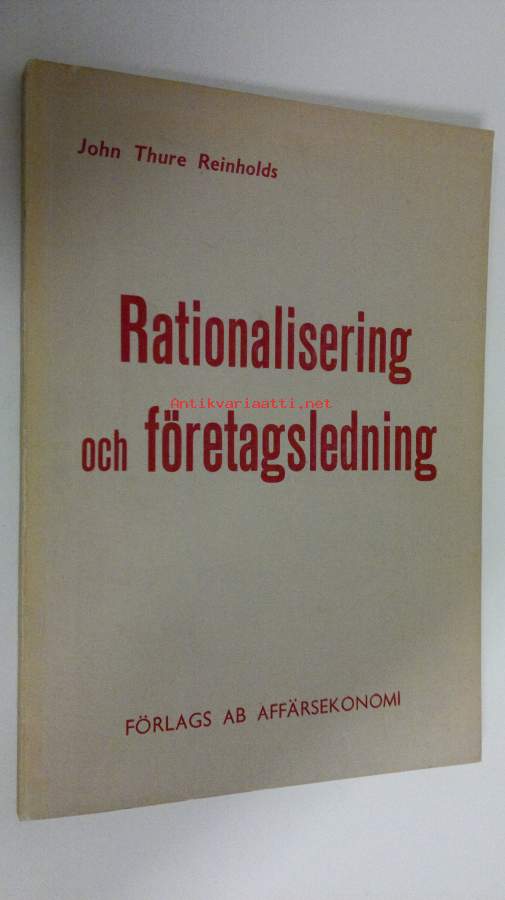 John Thure Reinholds
Rationalisering
Antikvariaatti.net
och företagsledning
FÖRLAGS AB AFFÄRSEKONOMI